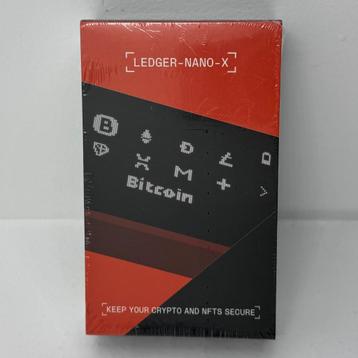 LEDGER-NANO-X
Bitcoin
KEEP YOUR CRYPTO AND NFTS SECURE